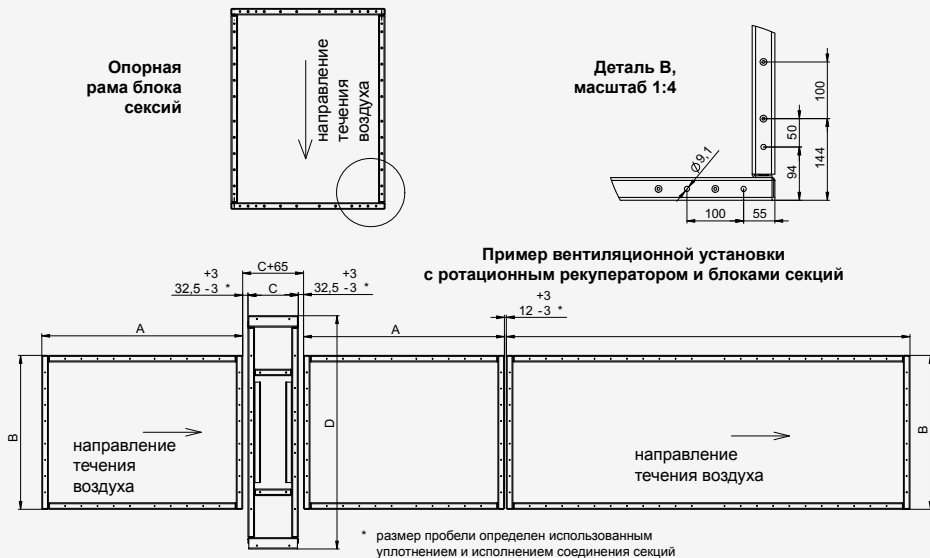 Опорная
рама блока
сексий
направление
течения
воздуха
Деталь B,
масштаб 1:4
100
50
144
94
Ø9,1
100
55
Пример вентиляционной установки
с ротационным рекуператором и блоками секций
C+65
+3
32,5 -3 *
C
+3
32,5 -3 *
+3
12 -3 *
A
A
B
D
B
направление
течения
воздуха
направление
течения воздуха
* размер пробели определен использованным
уплотнением и исполнением соединения секций